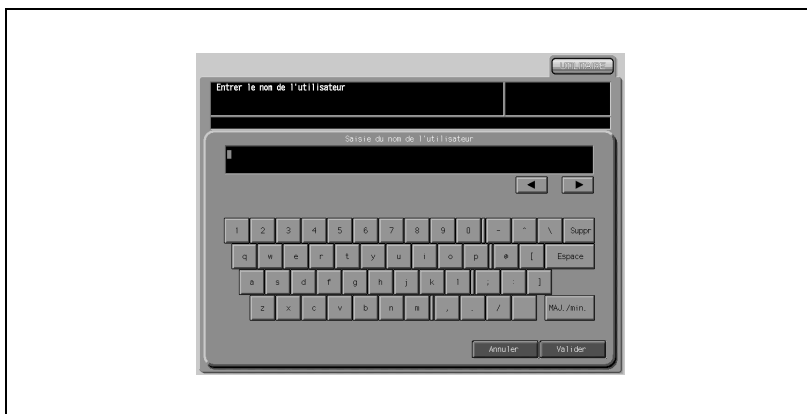 Entrer le nom de l'utilisateur
Saisie du nom de l'utilisateur
1 2 3 4 5 6 7 8 9 0 - ^ \ Suppr
q w e r t y u i o p @ [ Espace
a s d f g h j k l ; : ]
z x c v b n m , . / MAJ./min.
Annuler Valider